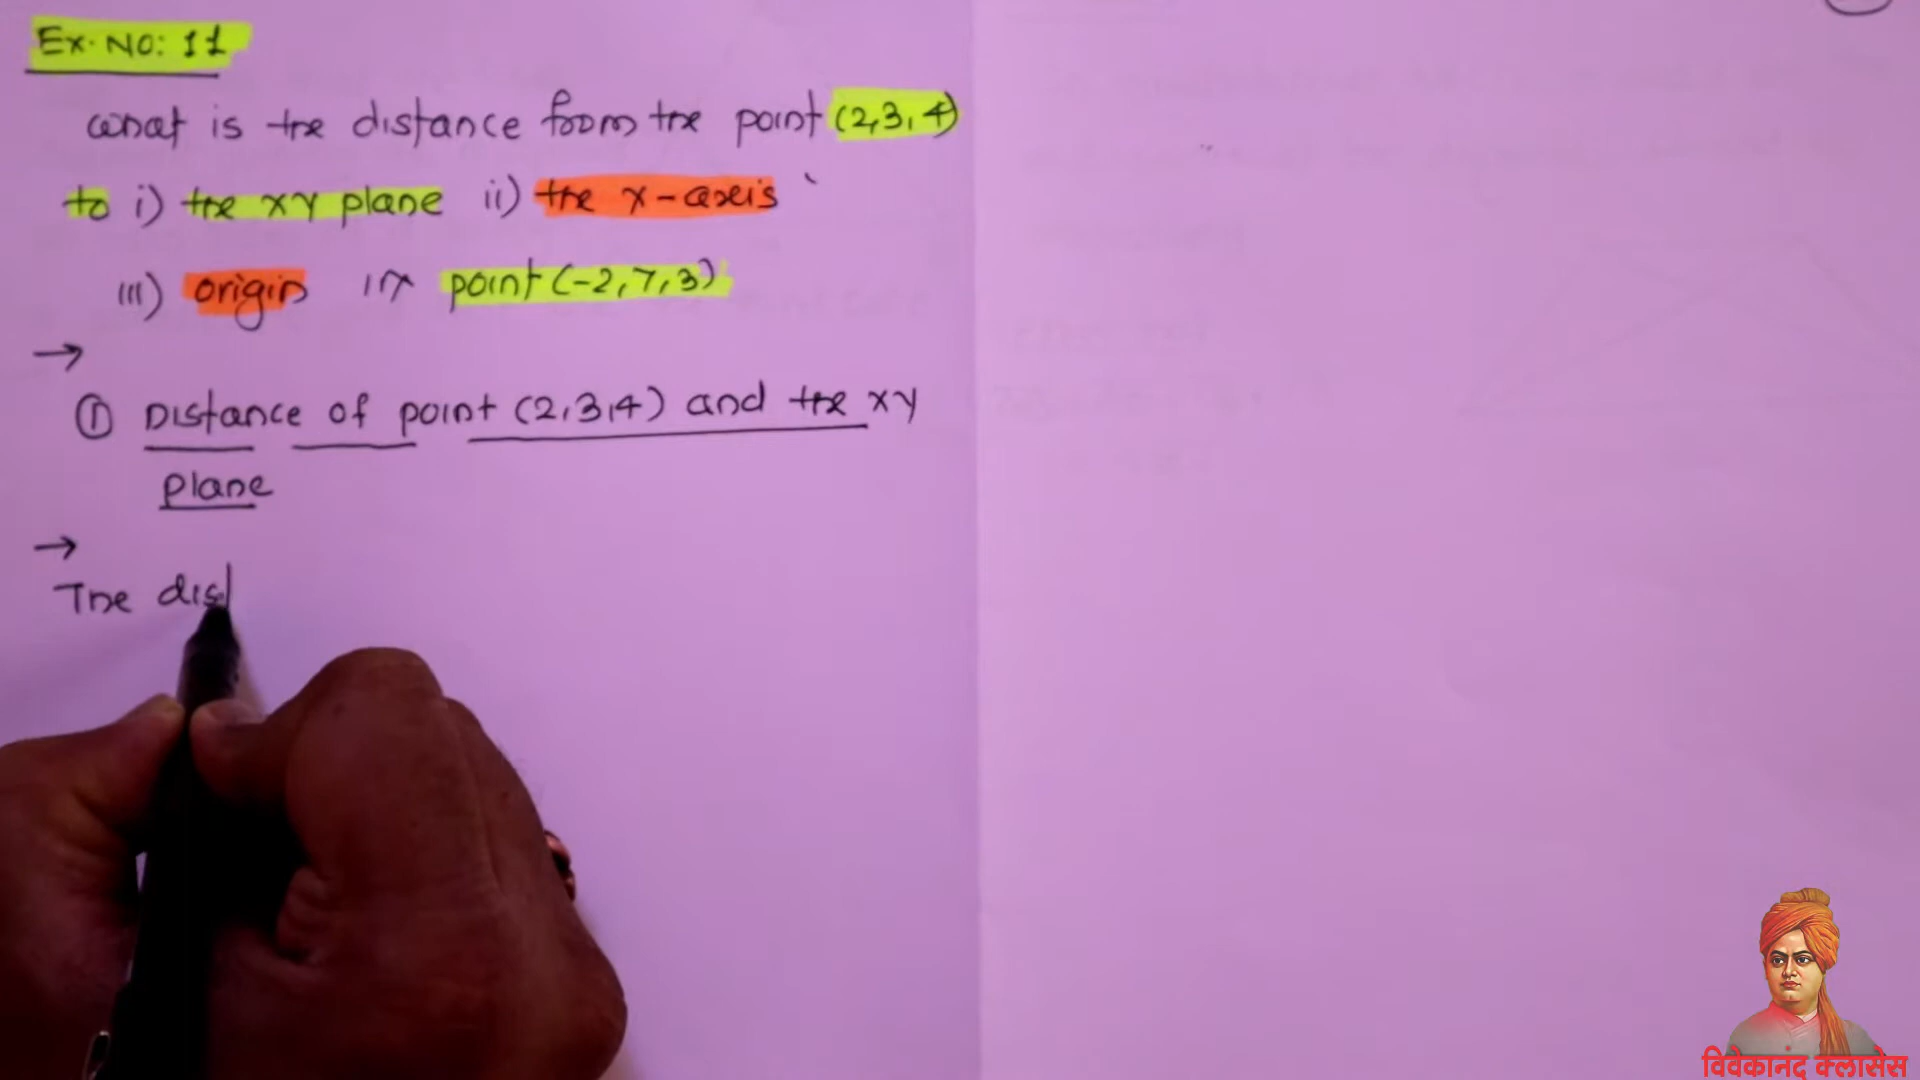 Ex. NO: 11
what is the distance from the point (2,3,4)
to i) the XY plane ii) the x-axis
iii) origin iv) point (-2,7,3)
→
① Distance of point (2,3,4) and the XY
plane
→
The dist
विवेकानंद क्लासेस